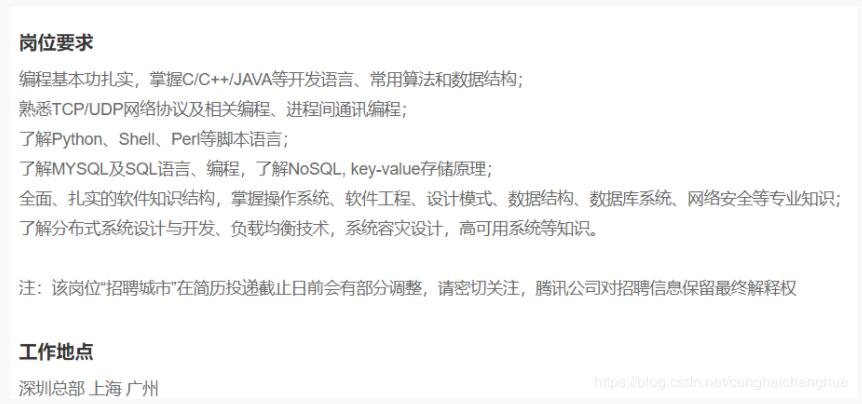 岗位要求
编程基本功扎实，掌握C/C++/JAVA等开发语言、常用算法和数据结构；
熟悉TCP/UDP网络协议及相关编程、进程间通讯编程；
了解Python、Shell、Perl等脚本语言；
了解MYSQL及SQL语言、编程，了解NoSQL, key-value存储原理；
全面、扎实的软件知识结构，掌握操作系统、软件工程、设计模式、数据结构、数据库系统、网络安全等专业知识；
了解分布式系统设计与开发、负载均衡技术，系统容灾设计，高可用系统等知识。
注：该岗位“招聘城市”在简历投递截止日前会有部分调整，请密切关注，腾讯公司对招聘信息保留最终解释权
工作地点
深圳总部 上海 广州
https://blog.csdn.net/canghaichanghua